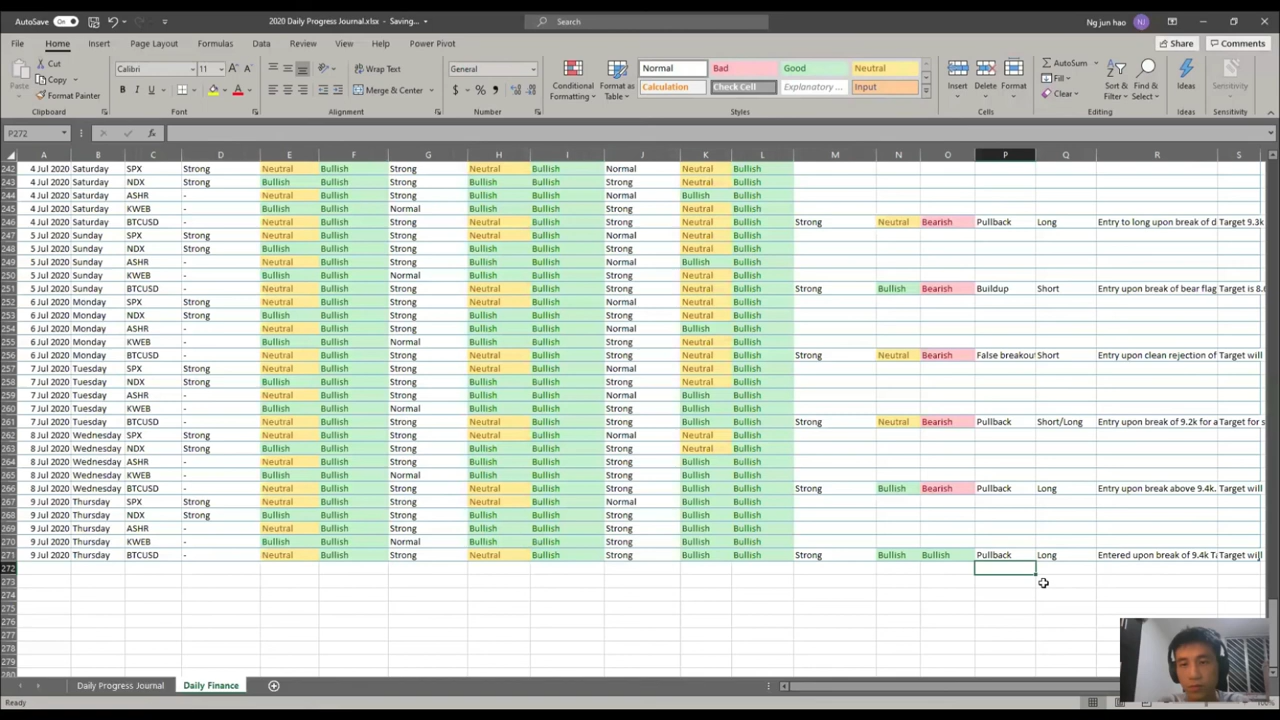 AutoSave On 2020 Daily Progress Journal.xlsx - Saving... Search Ng jun hao NJ
File Home Insert Page Layout Formulas Data Review View Help Power Pivot Share Comments
Paste Cut Copy Format Painter Calibri 11 Wrap Text Merge & Center General Conditional Formatting Format as Table Normal Bad Good Neutral Calculation Check Cell Explanatory ... Input Insert Delete Format AutoSum Fill Clear Sort & Filter Find & Select Ideas Sensitivity
Clipboard Font Alignment Number Styles Cells Editing Ideas Sensitivity
P272 fx
A B C D E F G H I J K L M N O P Q R S
242 4 Jul 2020 Saturday SPX Strong Neutral Bullish Strong Neutral Bullish Normal Neutral Bullish
243 4 Jul 2020 Saturday NDX Strong Bullish Bullish Strong Bullish Bullish Strong Neutral Bullish
244 4 Jul 2020 Saturday ASHR - Neutral Bullish Strong Bullish Bullish Strong Bullish Bullish
245 4 Jul 2020 Saturday KWEB - Bullish Bullish Normal Bullish Bullish Strong Neutral Bullish
246 4 Jul 2020 Saturday BTCUSD - Neutral Bullish Strong Neutral Bullish Strong Neutral Bullish Strong Neutral Bearish Pullback Long Entry to long upon break of d Target 9.3k
247 5 Jul 2020 Sunday SPX Strong Neutral Bullish Strong Neutral Bullish Normal Neutral Bullish
248 5 Jul 2020 Sunday NDX Strong Bullish Bullish Strong Bullish Bullish Strong Neutral Bullish
249 5 Jul 2020 Sunday ASHR - Neutral Bullish Strong Bullish Bullish Strong Bullish Bullish
250 5 Jul 2020 Sunday KWEB - Bullish Bullish Normal Bullish Bullish Strong Neutral Bullish
251 5 Jul 2020 Sunday BTCUSD - Neutral Bullish Strong Neutral Bullish Strong Neutral Bullish Strong Bullish Bearish Buildup Short Entry upon break of bear flag Target is 8.
252 6 Jul 2020 Monday SPX Strong Neutral Bullish Strong Neutral Bullish Normal Neutral Bullish
253 6 Jul 2020 Monday NDX Strong Bullish Bullish Strong Bullish Bullish Strong Neutral Bullish
254 6 Jul 2020 Monday ASHR - Neutral Bullish Strong Bullish Bullish Strong Bullish Bullish
255 6 Jul 2020 Monday KWEB - Bullish Bullish Normal Bullish Bullish Strong Bullish Bullish
256 6 Jul 2020 Monday BTCUSD - Neutral Bullish Strong Neutral Bullish Strong Neutral Bullish Strong Neutral Bearish False breakou Short Entry upon clean rejection of Target will
257 7 Jul 2020 Tuesday SPX Strong Neutral Bullish Strong Neutral Bullish Normal Neutral Bullish
258 7 Jul 2020 Tuesday NDX Strong Bullish Bullish Strong Bullish Bullish Strong Neutral Bullish
259 7 Jul 2020 Tuesday ASHR - Neutral Bullish Strong Bullish Bullish Strong Bullish Bullish
260 7 Jul 2020 Tuesday KWEB - Bullish Bullish Normal Bullish Bullish Strong Bullish Bullish
261 7 Jul 2020 Tuesday BTCUSD - Neutral Bullish Strong Neutral Bullish Strong Neutral Bullish Strong Neutral Bearish Pullback Short/Long Entry upon break of 9.2k for a Target for s
262 8 Jul 2020 Wednesday SPX Strong Neutral Bullish Strong Neutral Bullish Normal Neutral Bullish
263 8 Jul 2020 Wednesday NDX Strong Bullish Bullish Strong Bullish Bullish Strong Neutral Bullish
264 8 Jul 2020 Wednesday ASHR - Neutral Bullish Strong Bullish Bullish Strong Bullish Bullish
265 8 Jul 2020 Wednesday KWEB - Bullish Bullish Normal Bullish Bullish Strong Bullish Bullish
266 8 Jul 2020 Wednesday BTCUSD - Neutral Bullish Strong Neutral Bullish Strong Bullish Bullish Strong Bullish Bearish Pullback Long Entry upon break above 9.4k. Target will
267 9 Jul 2020 Thursday SPX Strong Neutral Bullish Strong Neutral Bullish Normal Bullish Bullish
268 9 Jul 2020 Thursday NDX Strong Bullish Bullish Strong Bullish Bullish Strong Bullish Bullish
269 9 Jul 2020 Thursday ASHR - Neutral Bullish Strong Bullish Bullish Strong Bullish Bullish
270 9 Jul 2020 Thursday KWEB - Bullish Bullish Normal Bullish Bullish Strong Bullish Bullish
271 9 Jul 2020 Thursday BTCUSD - Neutral Bullish Strong Neutral Bullish Strong Bullish Bullish Strong Bullish Bullish Pullback Long Entered upon break of 9.4k Ta Target will
272
273
274
275
276
277
278
279
280
Daily Progress Journal Daily Finance
Ready